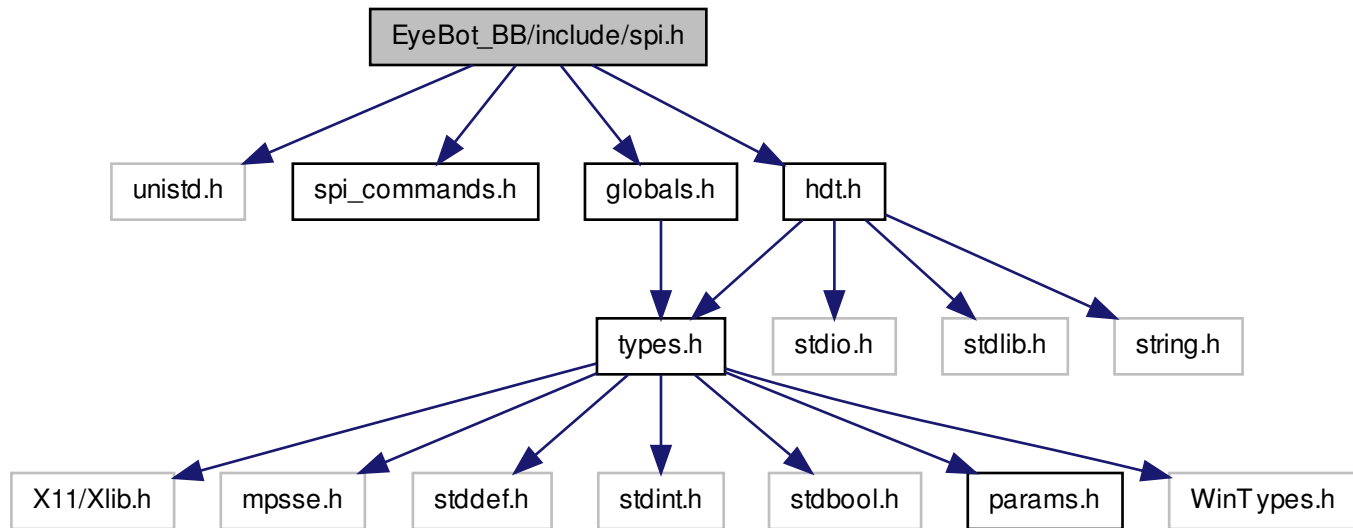 EyeBot_BB/include/spi.h
unistd.h
spi_commands.h
globals.h
hdt.h
types.h
stdio.h
stdlib.h
string.h
X11/Xlib.h
mpsse.h
stddef.h
stdint.h
stdbool.h
params.h
WinTypes.h